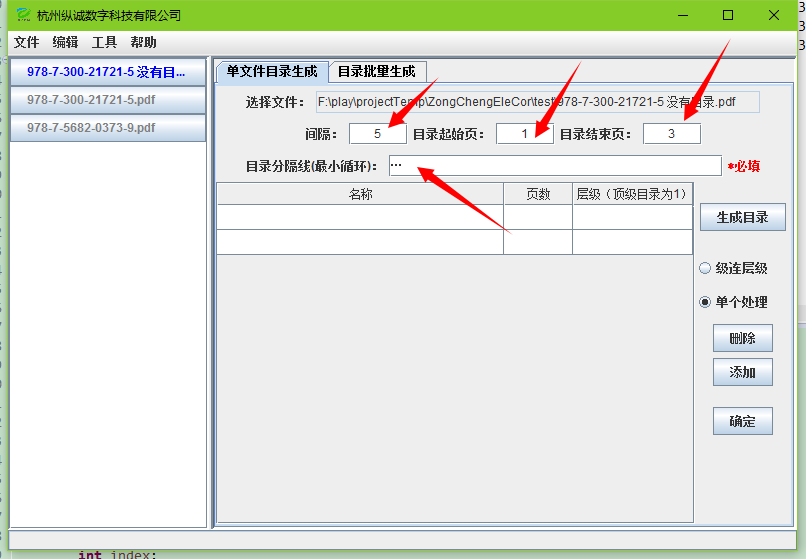 杭州纵诚数字科技有限公司
文件 编辑 工具 帮助
978-7-300-21721-5 没有目...
978-7-300-21721-5.pdf
978-7-5682-0373-9.pdf
单文件目录生成 目录批量生成
选择文件： F:\play\projectTemp\ZongChengEleCor\test\978-7-300-21721-5 没有目录.pdf
间隔： 5 目录起始页： 1 目录结束页： 3
目录分隔线(最小循环)： ··· *必填
名称 页数 层级（顶级目录为1）
生成目录
级连层级
单个处理
删除
添加
确定
int index;